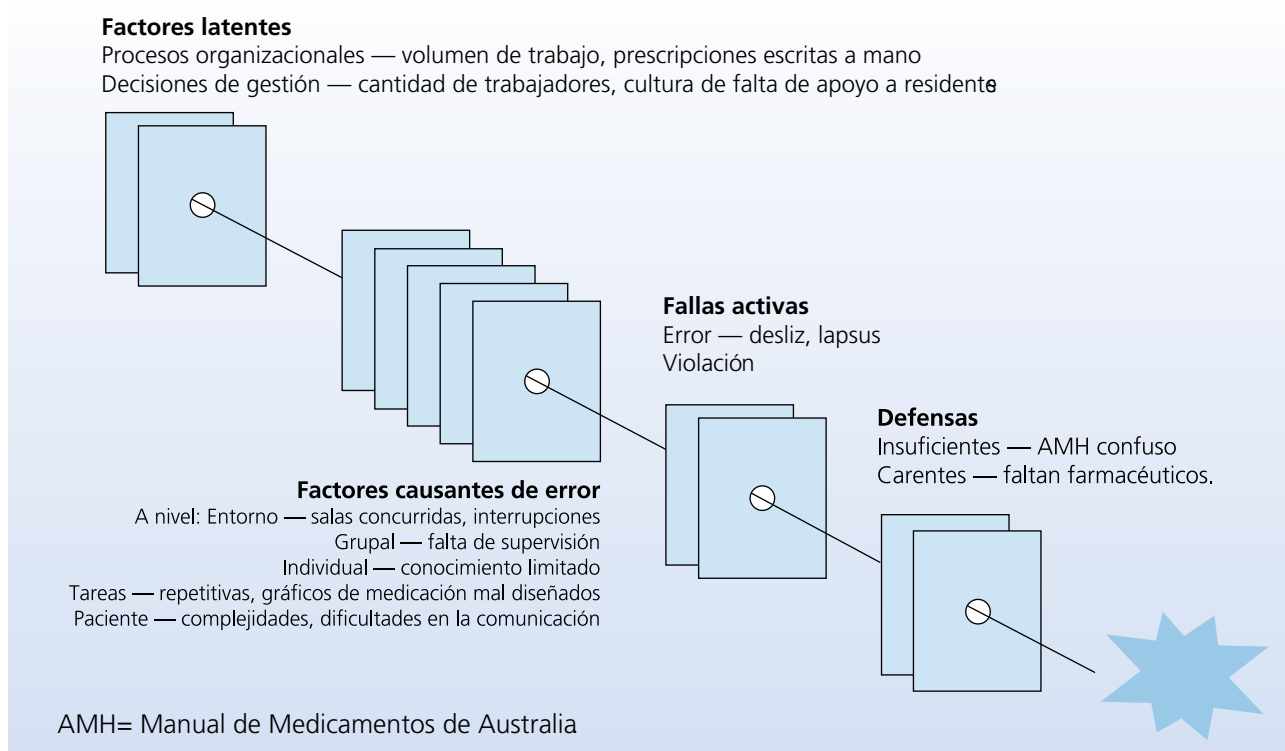 Factores latentes
Procesos organizacionales — volumen de trabajo, prescripciones escritas a mano
Decisiones de gestión — cantidad de trabajadores, cultura de falta de apoyo a residentes
Fallas activas
Error — desliz, lapsus
Violación
Defensas
Insuficientes — AMH confuso
Carentes — faltan farmacéuticos.
Factores causantes de error
A nivel: Entorno — salas concurridas, interrupciones
Grupal — falta de supervisión
Individual — conocimiento limitado
Tareas — repetitivas, gráficos de medicación mal diseñados
Paciente — complejidades, dificultades en la comunicación
AMH= Manual de Medicamentos de Australia